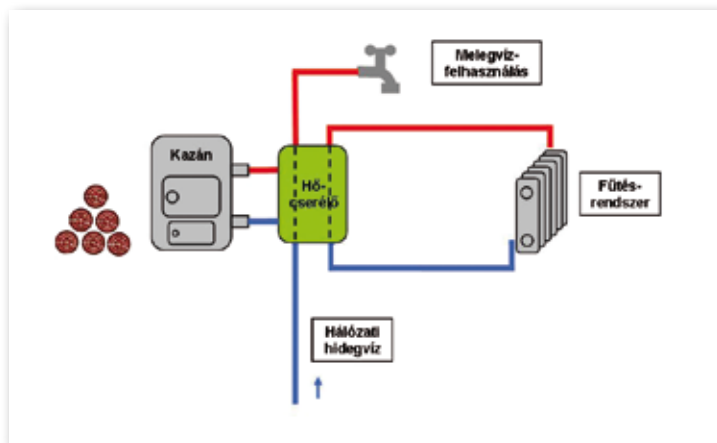 Melegvíz-
felhasználás
Kazán
Hő-
cserélő
Fűtés-
rendszer
Hálózati
hidegvíz